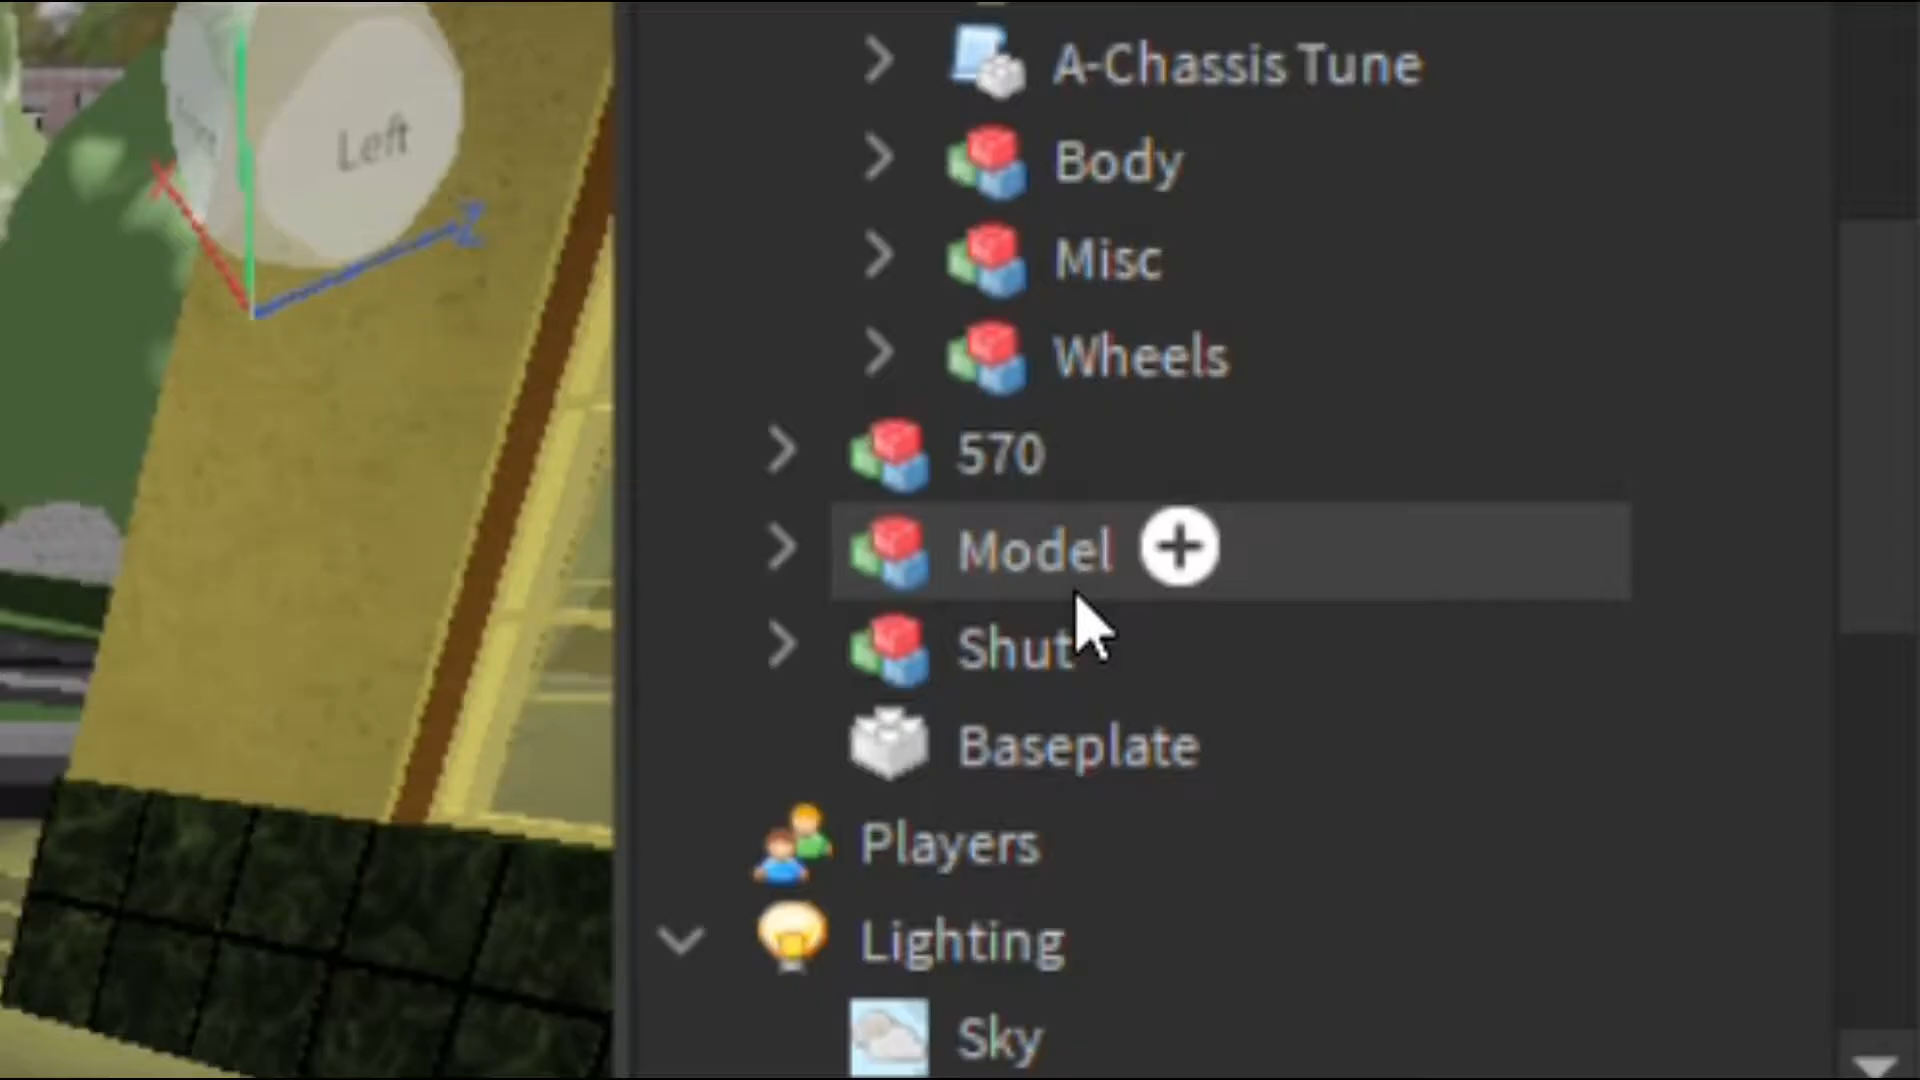 A-Chassis Tune
Left
Body
X
Z
Misc
Wheels
570
Model
Shut
Baseplate
Players
Lighting
Sky